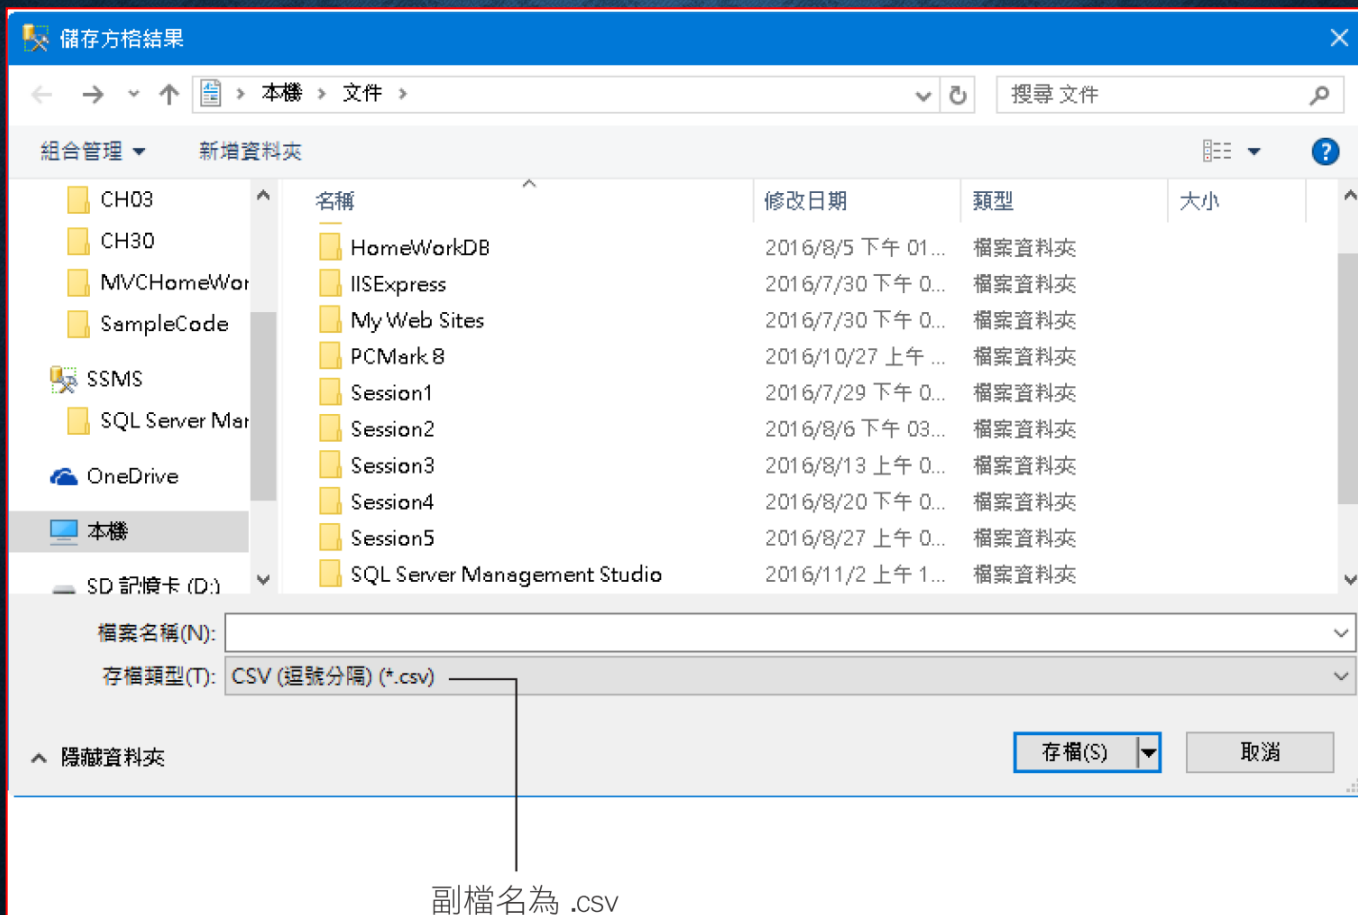 儲存方格結果
本機 文件
搜尋 文件
組合管理 新增資料夾
CH03
CH30
MVCHomeWor
SampleCode
SSMS
SQL Server Mar
OneDrive
本機
SD 記憶卡 (D:)
名稱 修改日期 類型 大小
HomeWorkDB 2016/8/5 下午 01... 檔案資料夾
IISExpress 2016/7/30 下午 0... 檔案資料夾
My Web Sites 2016/7/30 下午 0... 檔案資料夾
PCMark 8 2016/10/27 上午 ... 檔案資料夾
Session1 2016/7/29 下午 0... 檔案資料夾
Session2 2016/8/6 下午 03... 檔案資料夾
Session3 2016/8/13 上午 0... 檔案資料夾
Session4 2016/8/20 下午 0... 檔案資料夾
Session5 2016/8/27 上午 0... 檔案資料夾
SQL Server Management Studio 2016/11/2 上午 1... 檔案資料夾
檔案名稱(N):
存檔類型(T): CSV (逗號分隔) (*.csv)
隱藏資料夾 存檔(S) 取消
副檔名為 .csv